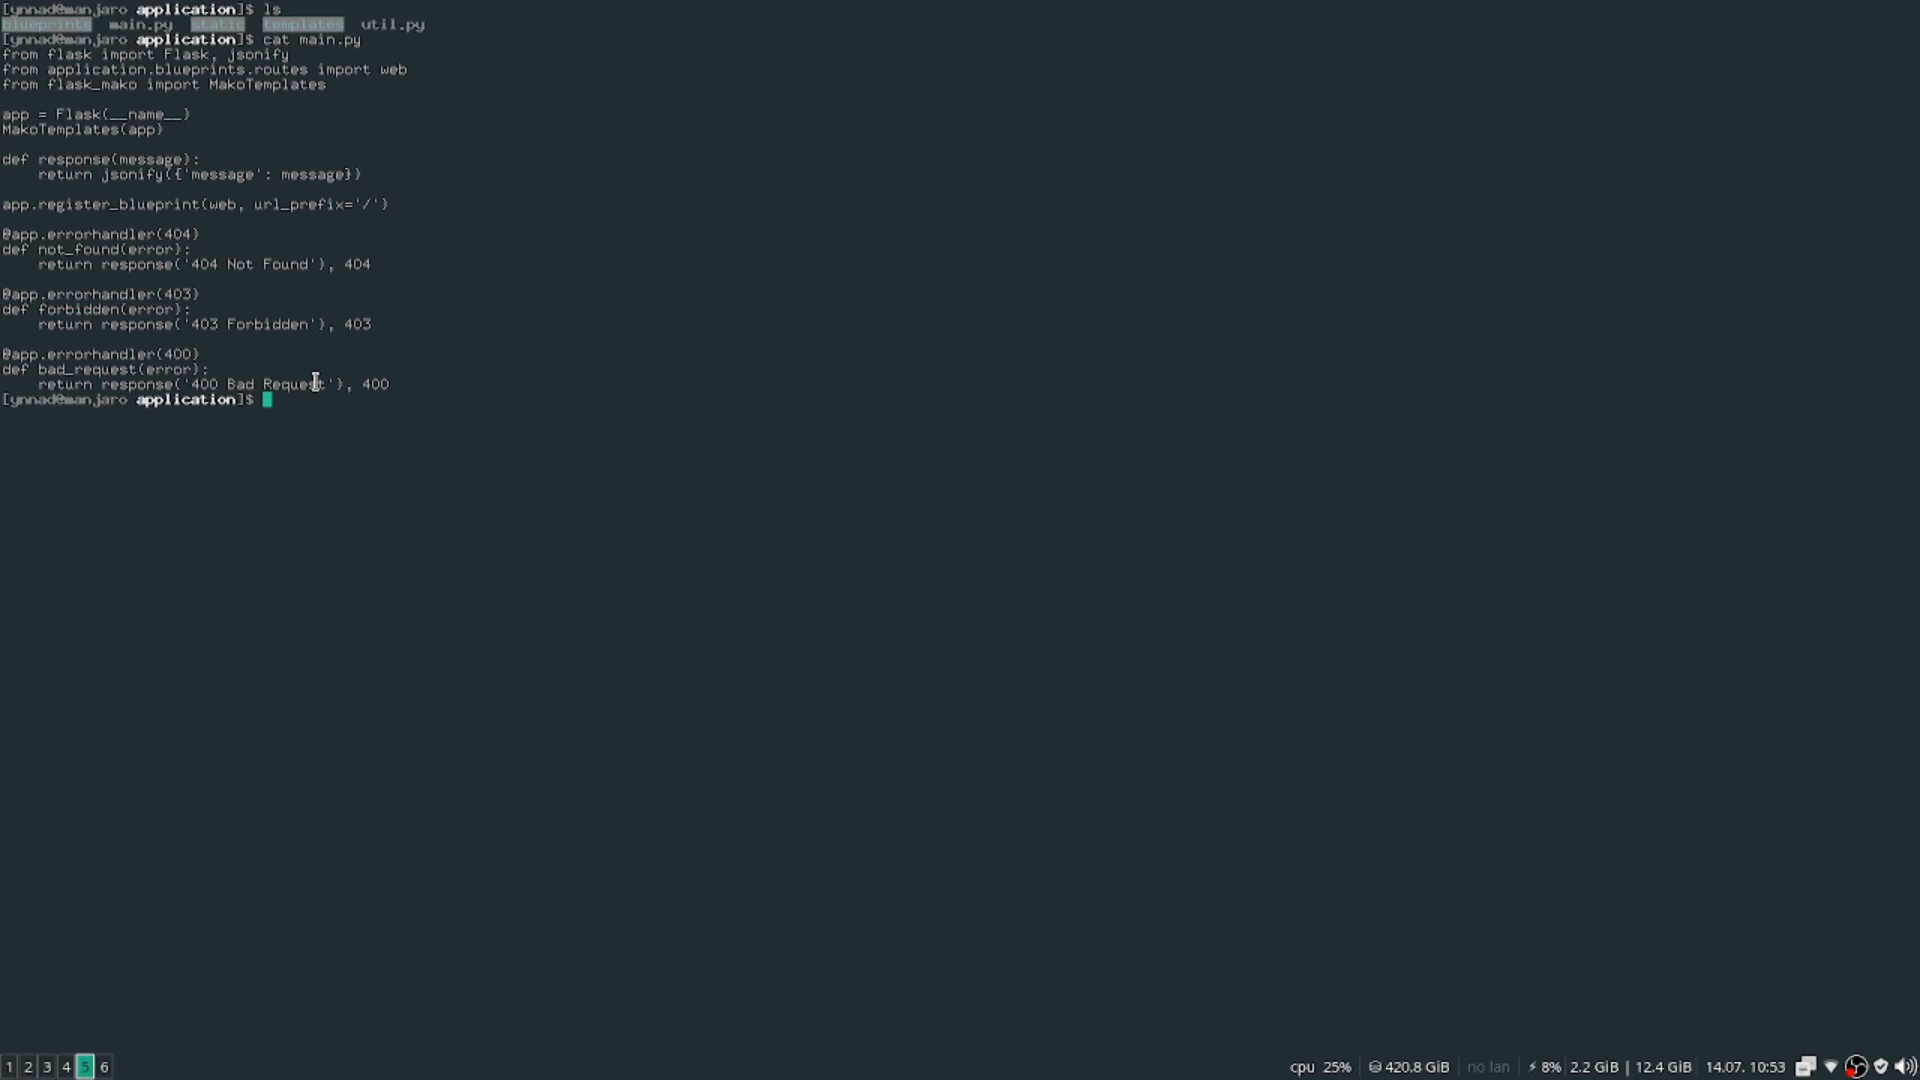 [ynnad@manjaro application]$ ls
blueprints  main.py  static  templates  util.py
[ynnad@manjaro application]$ cat main.py
from flask import Flask, jsonify
from application.blueprints.routes import web
from flask_mako import MakoTemplates
app = Flask(__name__)
MakoTemplates(app)
def response(message):
    return jsonify({'message': message})
app.register_blueprint(web, url_prefix='/')
@app.errorhandler(404)
def not_found(error):
    return response('404 Not Found'), 404
@app.errorhandler(403)
def forbidden(error):
    return response('403 Forbidden'), 403
@app.errorhandler(400)
def bad_request(error):
    return response('400 Bad Request'), 400
[ynnad@manjaro application]$
1 2 3 4 5 6 cpu 25% 420.8 GiB no lan ⚡8% 2.2 GiB | 12.4 GiB 14.07. 10:53